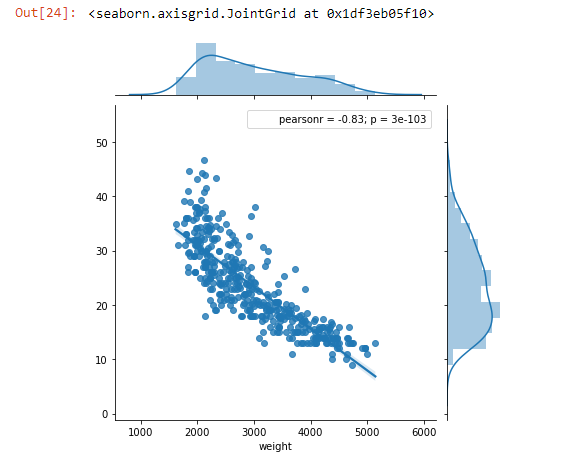 Out[24]: <seaborn.axisgrid.JointGrid at 0x1df3eb05f10>
pearsonr = -0.83; p = 3e-103
50
40
30
20
10
0
1000 2000 3000 4000 5000 6000
weight